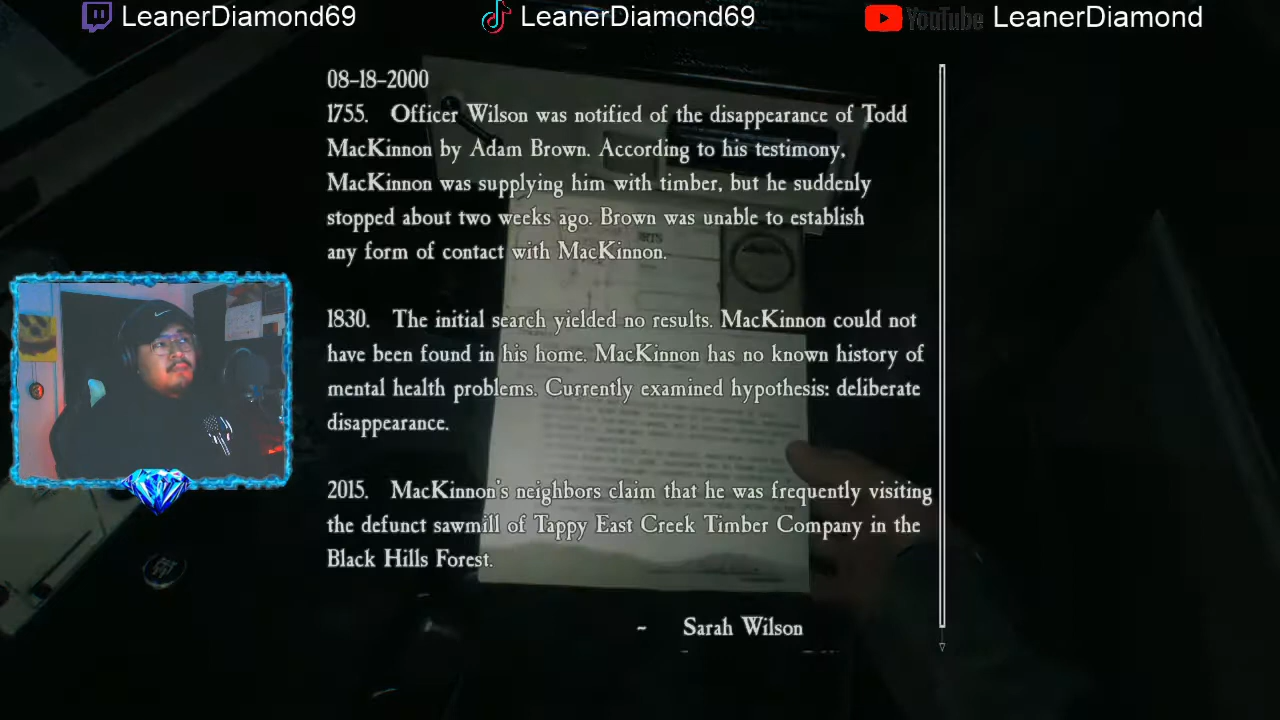 LeanerDiamond69
LeanerDiamond69
YouTube LeanerDiamond
08-18-2000
1755. Officer Wilson was notified of the disappearance of Todd
MacKinnon by Adam Brown. According to his testimony,
MacKinnon was supplying him with timber, but he suddenly
stopped about two weeks ago. Brown was unable to establish
any form of contact with MacKinnon.
1830. The initial search yielded no results. MacKinnon could not
have been found in his home. MacKinnon has no known history of
mental health problems. Currently examined hypothesis: deliberate
disappearance.
2015. MacKinnon's neighbors claim that he was frequently visiting
the defunct sawmill of Tappy East Creek Timber Company in the
Black Hills Forest.
~ Sarah Wilson